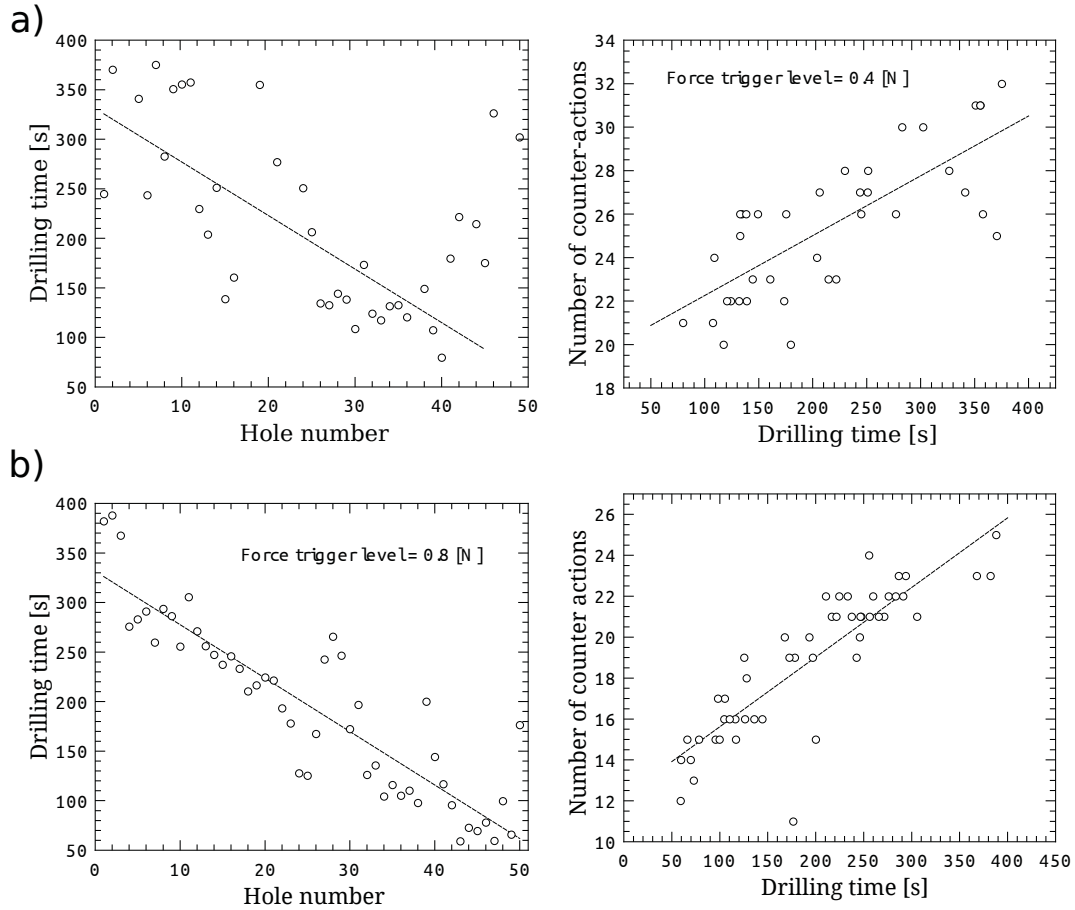 a)
400
350
300
250
200
150
100
50
0 10 20 30 40 50
Drilling time [s]
Hole number
34
32
30
28
26
24
22
20
18
50 100 150 200 250 300 350 400
Force trigger level = 0.4 [N]
Number of counter-actions
Drilling time [s]
b)
400
350
300
250
200
150
100
50
0 10 20 30 40 50
Force trigger level = 0.8 [N]
Drilling time [s]
Hole number
26
24
22
20
18
16
14
12
10
0 50 100 150 200 250 300 350 400 450
Number of counter actions
Drilling time [s]